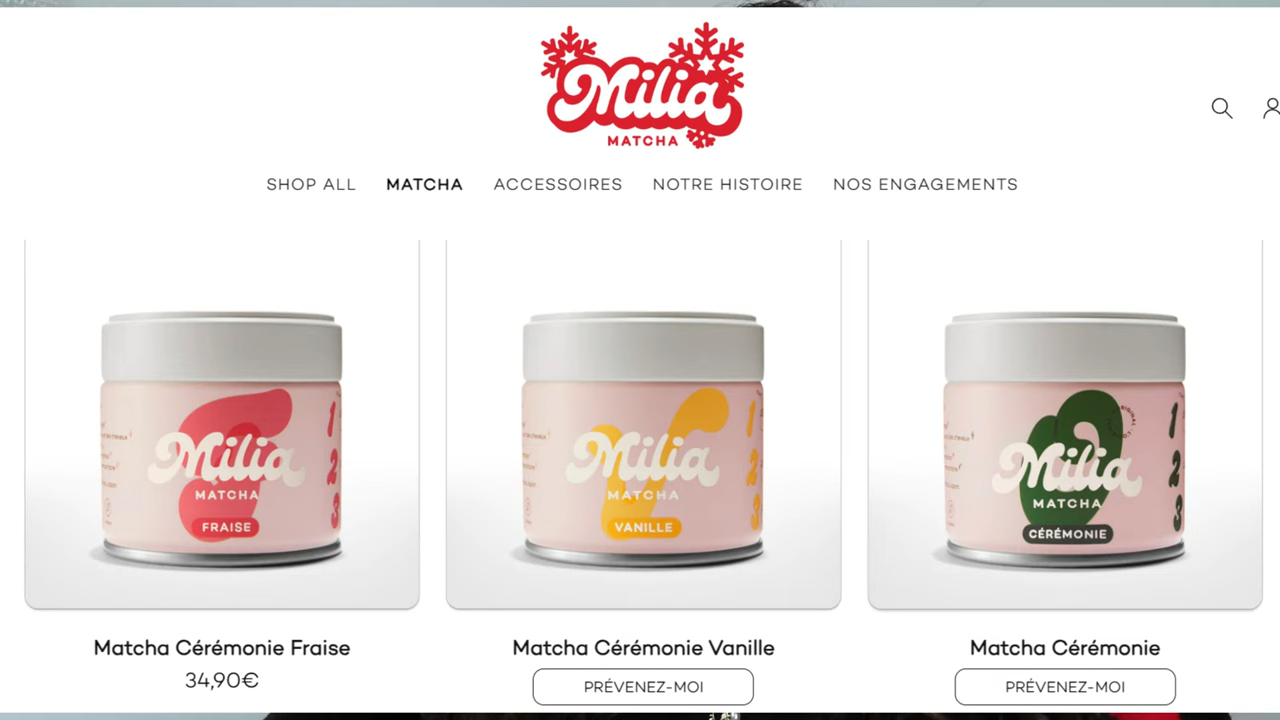 Milia
MATCHA
SHOP ALL MATCHA ACCESSOIRES NOTRE HISTOIRE NOS ENGAGEMENTS
1
2
3
Milia
MATCHA
FRAISE
1
2
3
Milia
MATCHA
VANILLE
1
2
3
Milia
MATCHA
CÉRÉMONIE
Matcha Cérémonie Fraise
34,90€
Matcha Cérémonie Vanille
PRÉVENEZ-MOI
Matcha Cérémonie
PRÉVENEZ-MOI